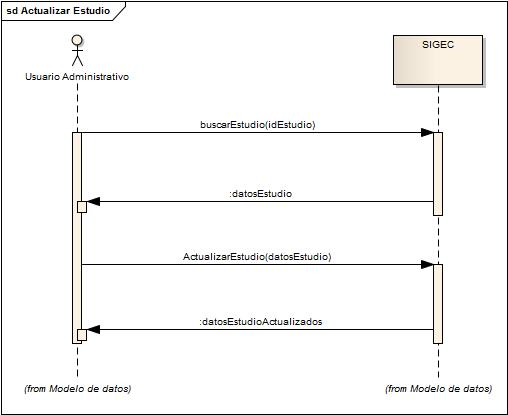 sd Actualizar Estudio
SIGEC
Usuario Administrativo
buscarEstudio(idEstudio)
:datosEstudio
ActualizarEstudio(datosEstudio)
:datosEstudioActualizados
(from Modelo de datos)
(from Modelo de datos)